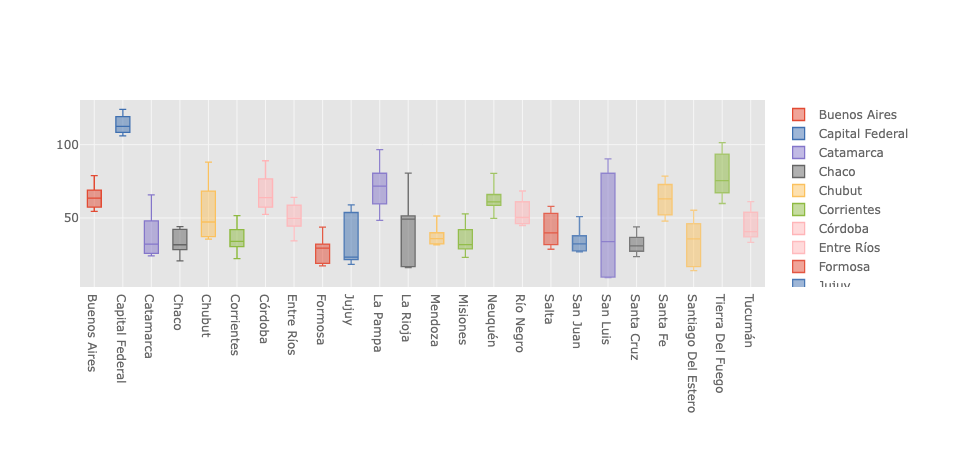 100
50
Buenos Aires
Capital Federal
Catamarca
Chaco
Chubut
Corrientes
Córdoba
Entre Ríos
Formosa
Jujuy
La Pampa
La Rioja
Mendoza
Misiones
Neuquén
Río Negro
Salta
San Juan
San Luis
Santa Cruz
Santa Fe
Santiago Del Estero
Tierra Del Fuego
Tucumán
Buenos Aires
Capital Federal
Catamarca
Chaco
Chubut
Corrientes
Córdoba
Entre Ríos
Formosa
Jujuy